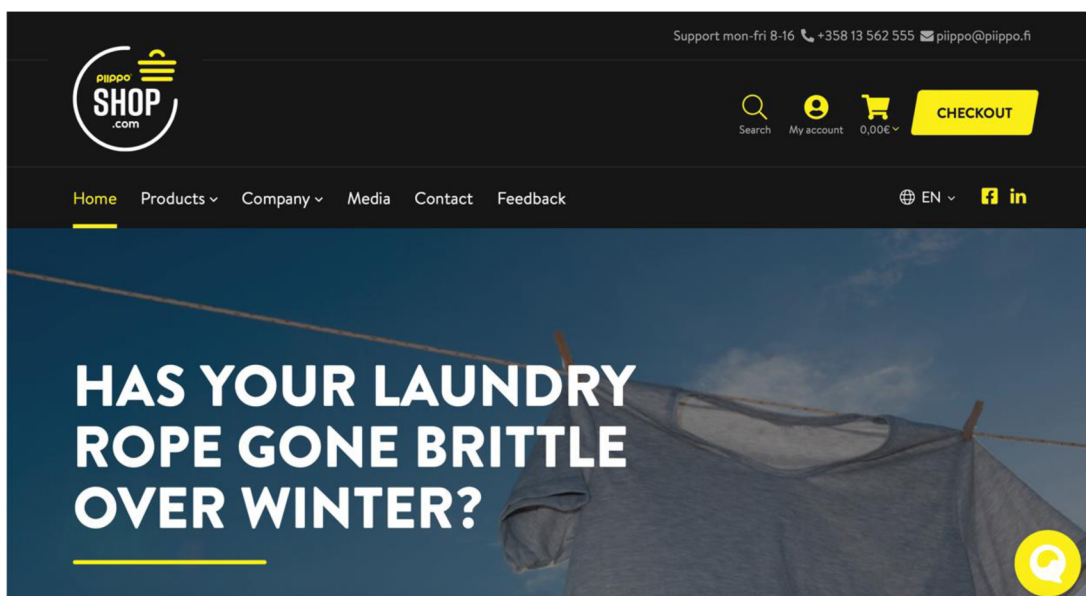 Support mon-fri 8-16 +358 13 562 555 piippo@piippo.fi
piippo
SHOP
.com
Search
My account
0,00€
CHECKOUT
Home
Products
Company
Media
Contact
Feedback
EN
HAS YOUR LAUNDRY
ROPE GONE BRITTLE
OVER WINTER?